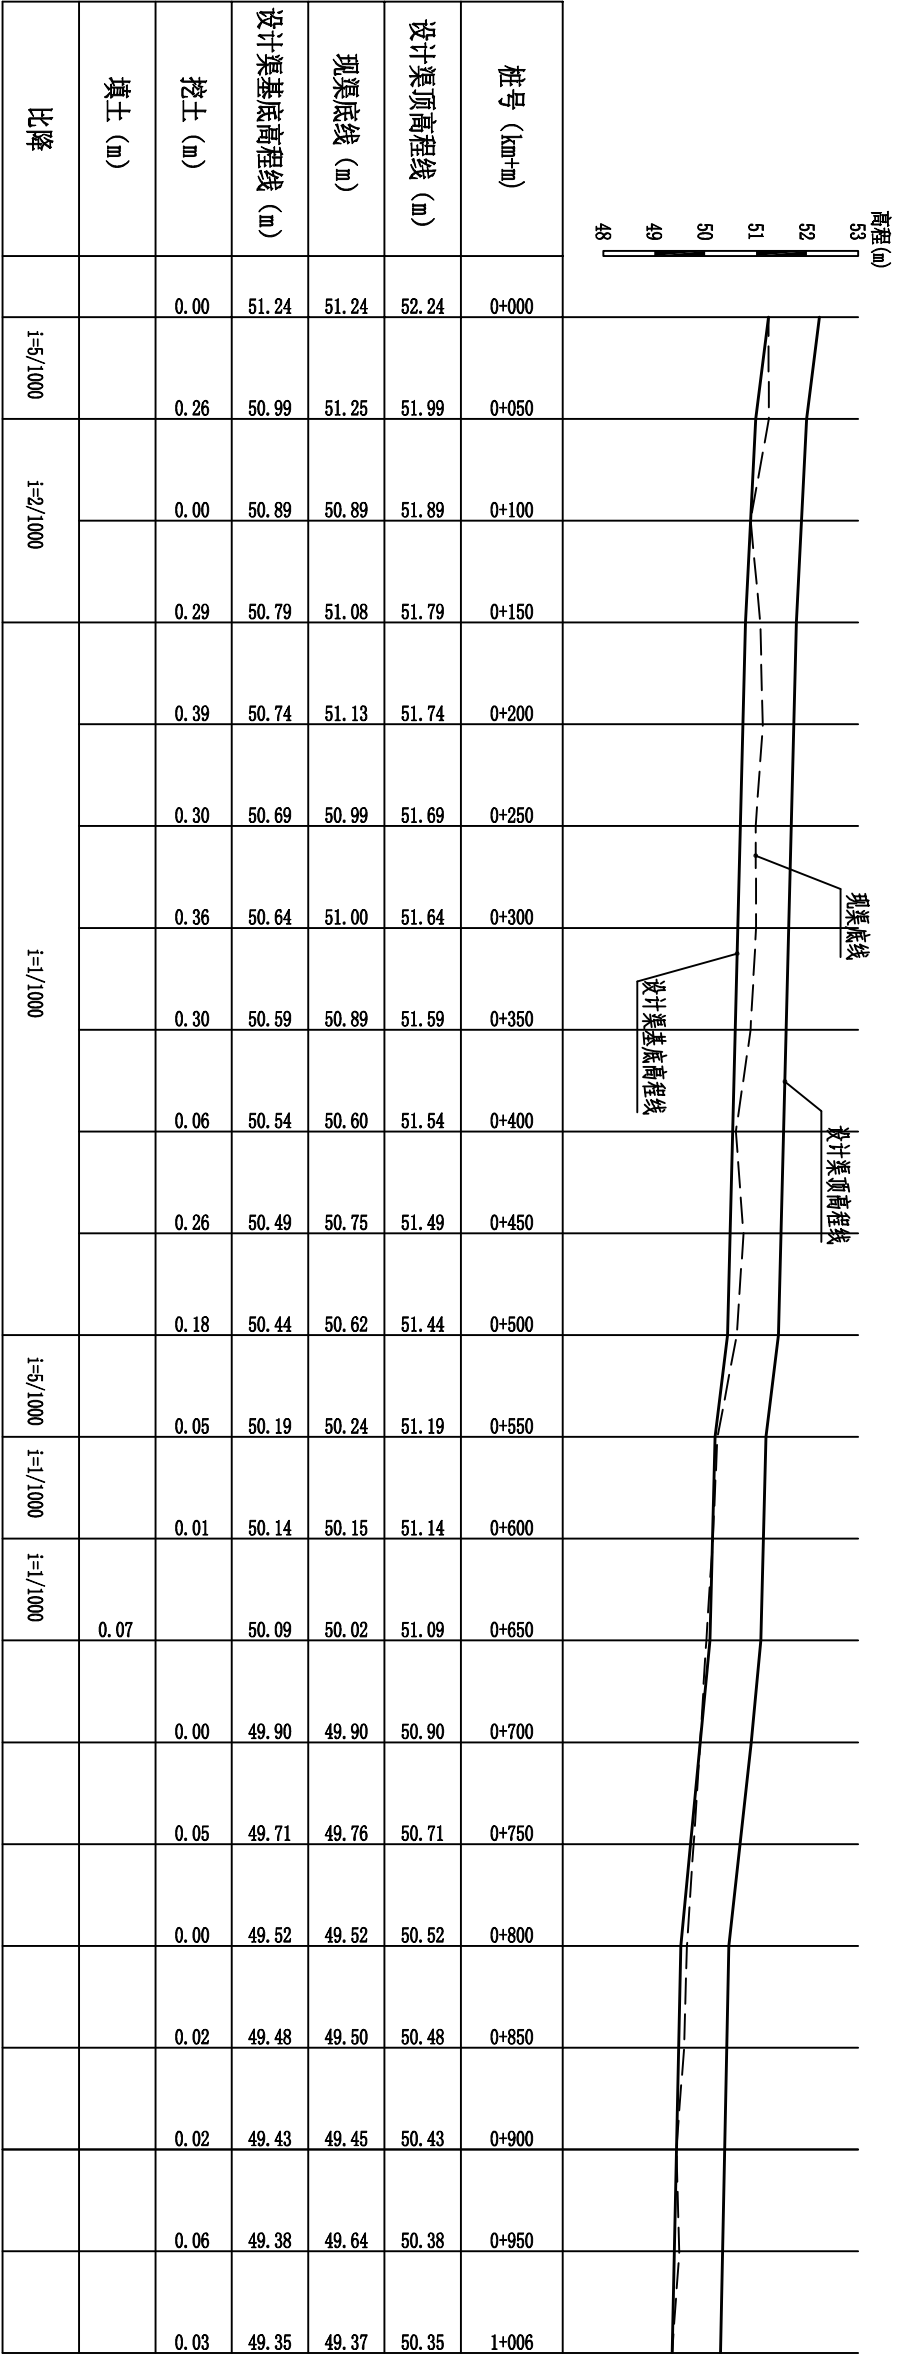 高程(m)
53
52
51
50
49
48
现渠底线
设计渠基底高程线
设计渠顶高程线
桩号（km+m） 0+000 0+050 0+100 0+150 0+200 0+250 0+300 0+350 0+400 0+450 0+500 0+550 0+600 0+650 0+700 0+750 0+800 0+850 0+900 0+950 1+006
设计渠顶高程线（m） 52.24 51.99 51.89 51.79 51.74 51.69 51.64 51.59 51.54 51.49 51.44 51.19 51.14 51.09 50.90 50.71 50.52 50.48 50.43 50.38 50.35
现渠底线（m） 51.24 51.25 50.89 51.08 51.13 50.99 51.00 50.89 50.60 50.75 50.62 50.24 50.15 50.02 49.90 49.76 49.52 49.50 49.45 49.64 49.37
设计渠基底高程线（m） 51.24 50.99 50.89 50.79 50.74 50.69 50.64 50.59 50.54 50.49 50.44 50.19 50.14 50.09 49.90 49.71 49.52 49.48 49.43 49.38 49.35
挖土（m） 0.00 0.26 0.00 0.29 0.39 0.30 0.36 0.30 0.06 0.26 0.18 0.05 0.01 0.00 0.05 0.00 0.02 0.02 0.06 0.03
填土（m） 0.07
比降 i=5/1000 i=2/1000 i=1/1000 i=5/1000 i=1/1000 i=1/1000